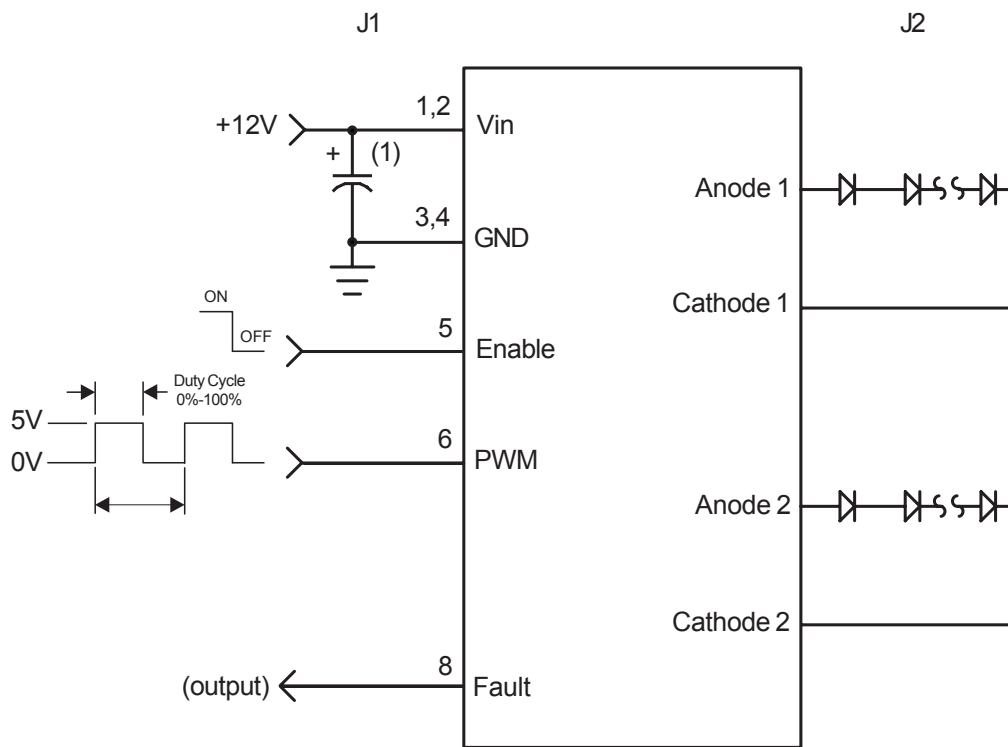 J1
J2
1,2
+12V
Vin
+
(1)
Anode 1
3,4
GND
ON
OFF
Cathode 1
5
Enable
Duty Cycle
0%-100%
5V
0V
6
PWM
Anode 2
Cathode 2
8
(output)
Fault